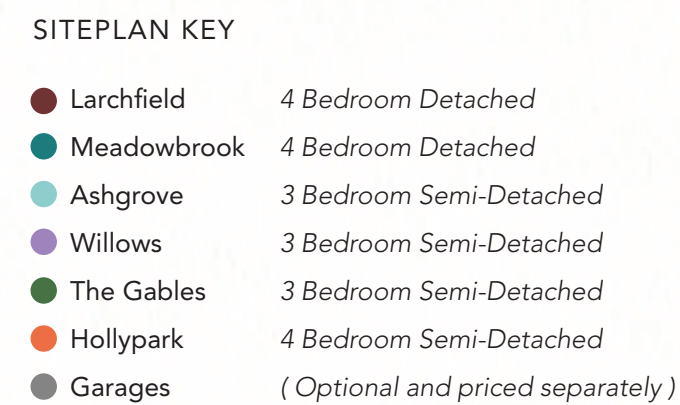 SITEPLAN KEY
Larchfield 4 Bedroom Detached
Meadowbrook 4 Bedroom Detached
Ashgrove 3 Bedroom Semi-Detached
Willows 3 Bedroom Semi-Detached
The Gables 3 Bedroom Semi-Detached
Hollypark 4 Bedroom Semi-Detached
Garages ( Optional and priced separately )